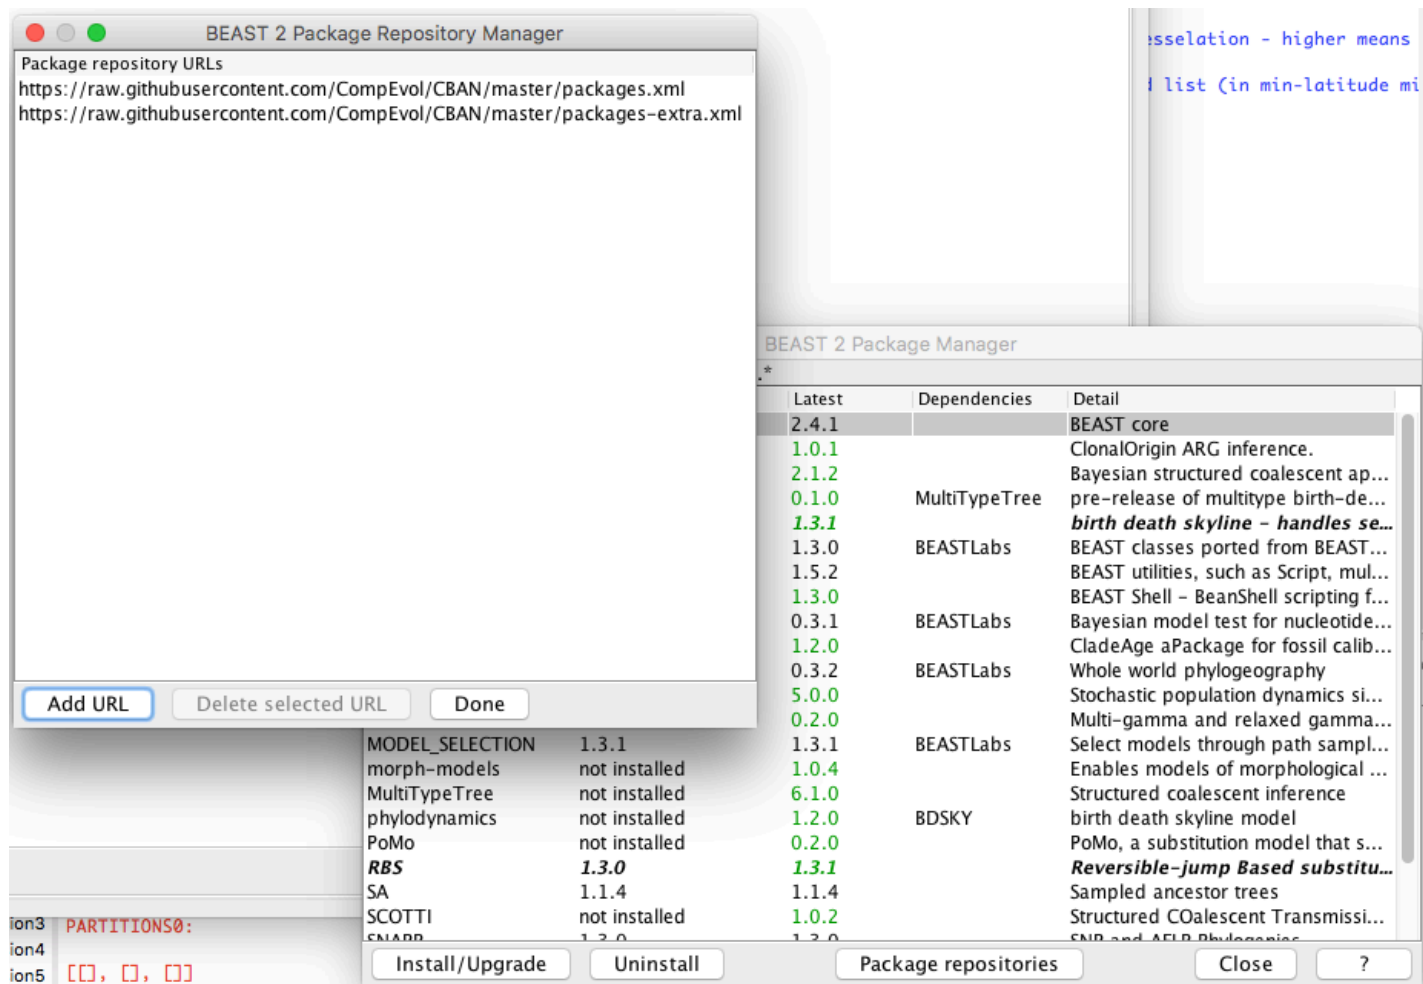 BEAST 2 Package Repository Manager
Package repository URLs
https://raw.githubusercontent.com/CompEvol/CBAN/master/packages.xml
https://raw.githubusercontent.com/CompEvol/CBAN/master/packages-extra.xml
Add URL Delete selected URL Done
esselation - higher means
d list (in min-latitude mi
BEAST 2 Package Manager
.*
Latest Dependencies Detail
2.4.1 BEAST core
1.0.1 ClonalOrigin ARG inference.
2.1.2 Bayesian structured coalescent ap...
0.1.0 MultiTypeTree pre-release of multitype birth-de...
1.3.1 birth death skyline - handles se...
1.3.0 BEASTLabs BEAST classes ported from BEAST...
1.5.2 BEAST utilities, such as Script, mul...
1.3.0 BEAST Shell - BeanShell scripting f...
0.3.1 BEASTLabs Bayesian model test for nucleotide...
1.2.0 CladeAge aPackage for fossil calib...
0.3.2 BEASTLabs Whole world phylogeography
5.0.0 Stochastic population dynamics si...
0.2.0 Multi-gamma and relaxed gamma...
MODEL_SELECTION 1.3.1 1.3.1 BEASTLabs Select models through path sampl...
morph-models not installed 1.0.4 Enables models of morphological ...
MultiTypeTree not installed 6.1.0 Structured coalescent inference
phylodynamics not installed 1.2.0 BDSKY birth death skyline model
PoMo not installed 0.2.0 PoMo, a substitution model that s...
RBS 1.3.0 1.3.1 Reversible-jump Based substitu...
SA 1.1.4 1.1.4 Sampled ancestor trees
SCOTTI not installed 1.0.2 Structured COalescent Transmissi...
SNAPP 1.3.0 1.3.0 SNP and AFLP Phylogenies
Install/Upgrade Uninstall Package repositories Close ?
ion3 PARTITIONS0:
ion4
ion5 [[], [], []]